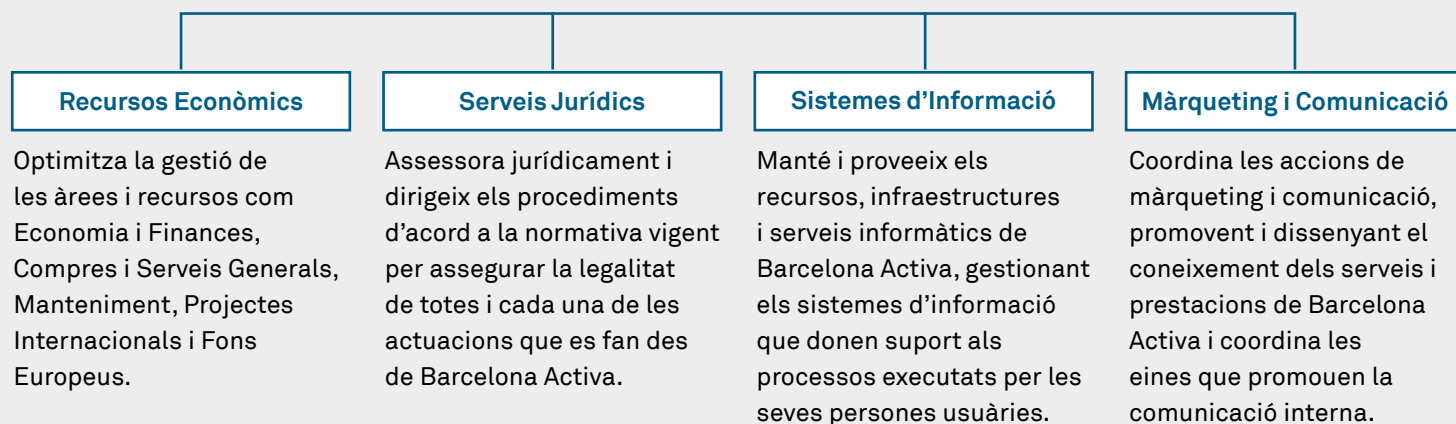 Recursos Econòmics
Optimitza la gestió de
les àrees i recursos com
Economia i Finances,
Compres i Serveis Generals,
Manteniment, Projectes
Internacionals i Fons
Europeus.
Serveis Jurídics
Assessora jurídicament i
dirigeix els procediments
d’acord a la normativa vigent
per assegurar la legalitat
de totes i cada una de les
actuacions que es fan des
de Barcelona Activa.
Sistemes d’Informació
Manté i proveeix els
recursos, infraestructures
i serveis informàtics de
Barcelona Activa, gestionant
els sistemes d’informació
que donen suport als
processos executats per les
seves persones usuàries.
Màrqueting i Comunicació
Coordina les accions de
màrqueting i comunicació,
promovent i dissenyant el
coneixement dels serveis i
prestacions de Barcelona
Activa i coordina les
eines que promouen la
comunicació interna.